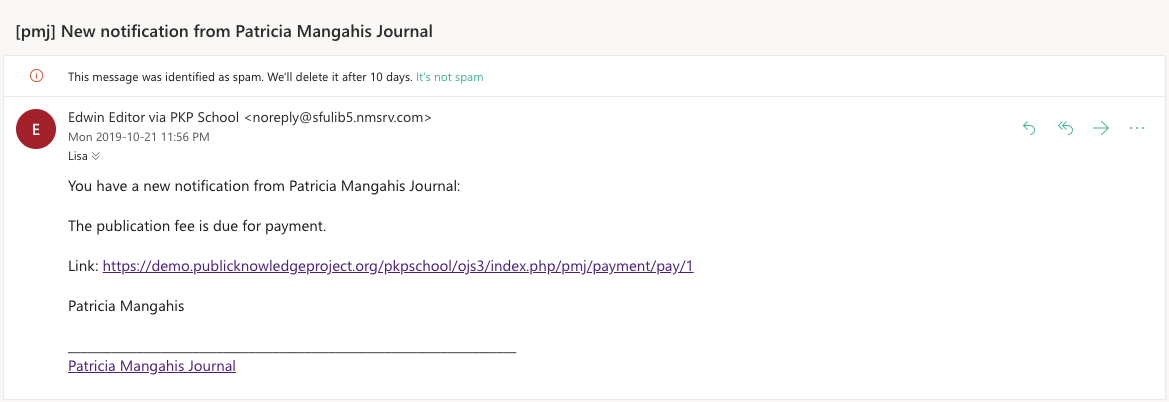 [pmj] New notification from Patricia Mangahis Journal
This message was identified as spam. We'll delete it after 10 days. It's not spam
E
Edwin Editor via PKP School <noreply@sfulib5.nmsrv.com>
Mon 2019-10-21 11:56 PM
Lisa
You have a new notification from Patricia Mangahis Journal:
The publication fee is due for payment.
Link: https://demo.publicknowledgeproject.org/pkpschool/ojs3/index.php/pmj/payment/pay/1
Patricia Mangahis
Patricia Mangahis Journal